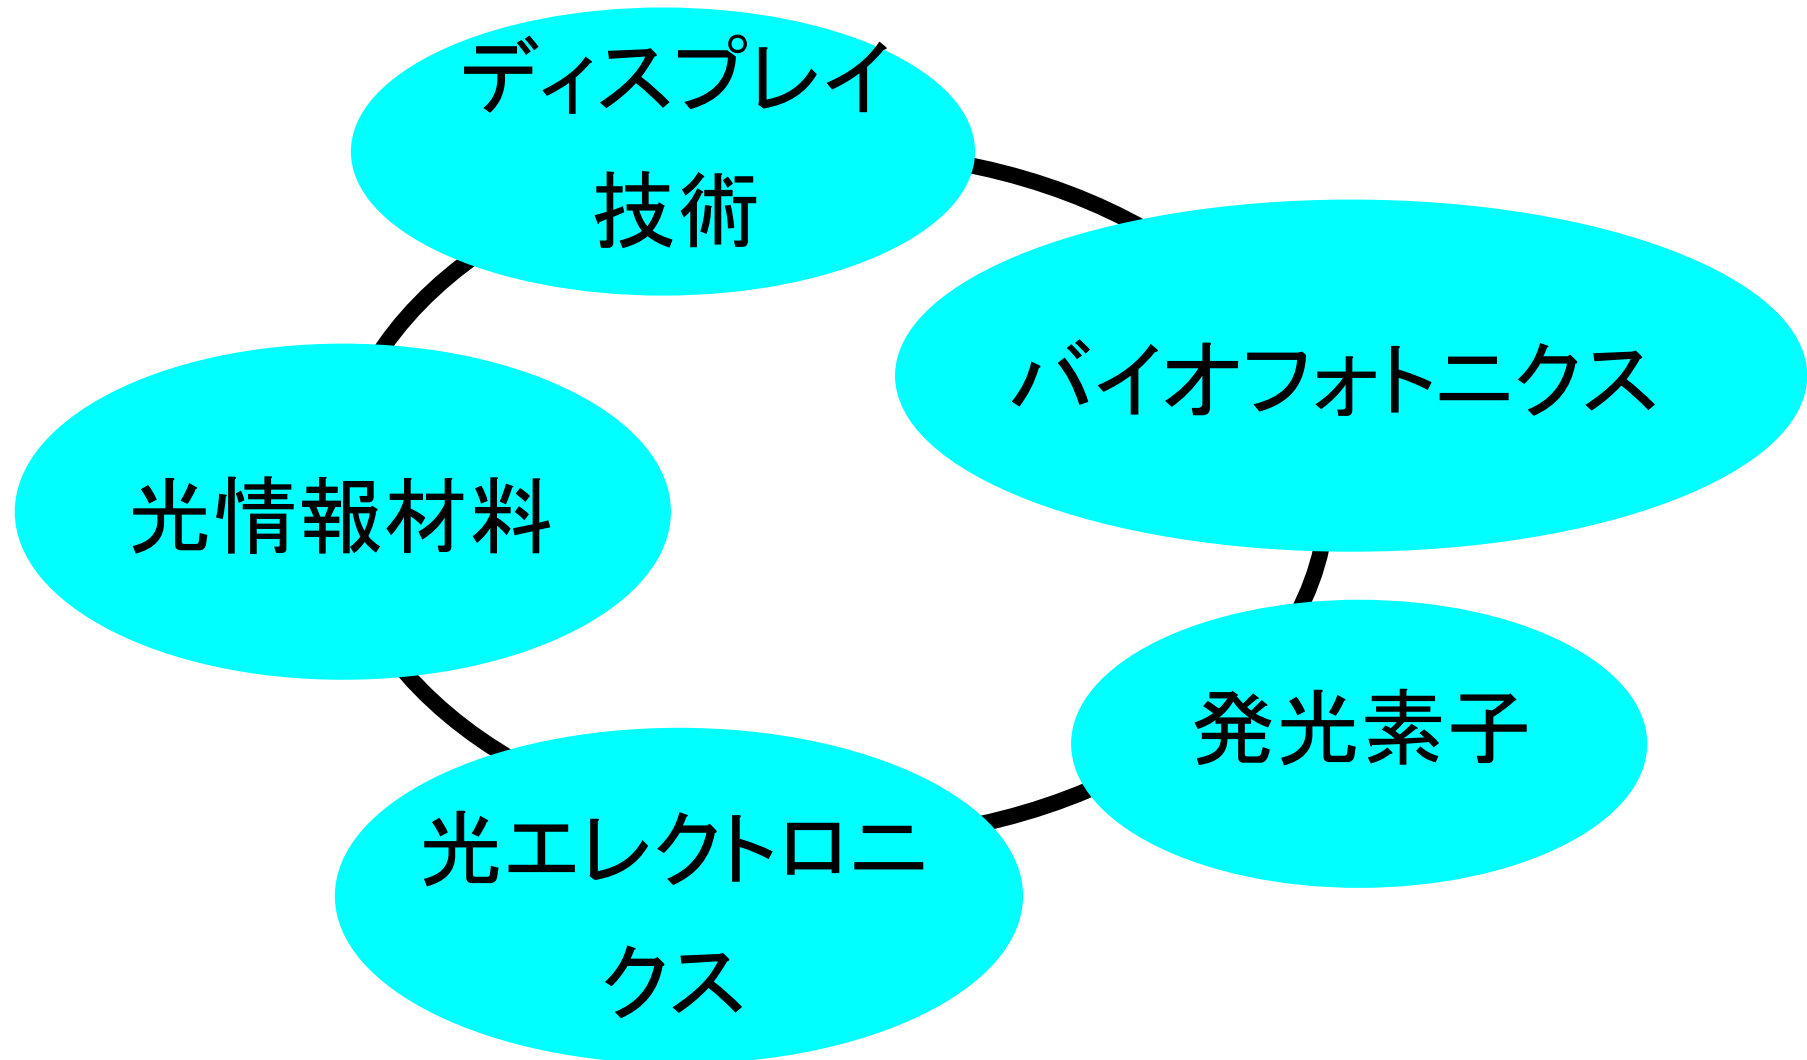 ディスプレイ
技術
バイオフォトニクス
光情報材料
発光素子
光エレクトロニ
クス